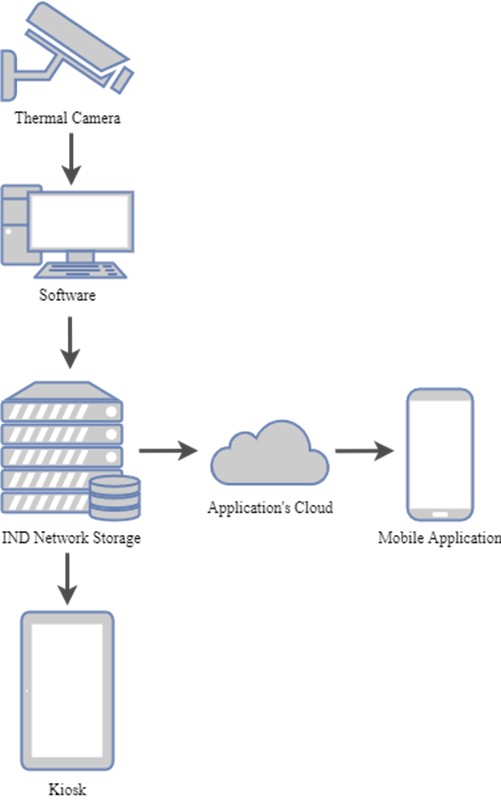 Thermal Camera
Software
IND Network Storage
Application's Cloud
Mobile Application
Kiosk